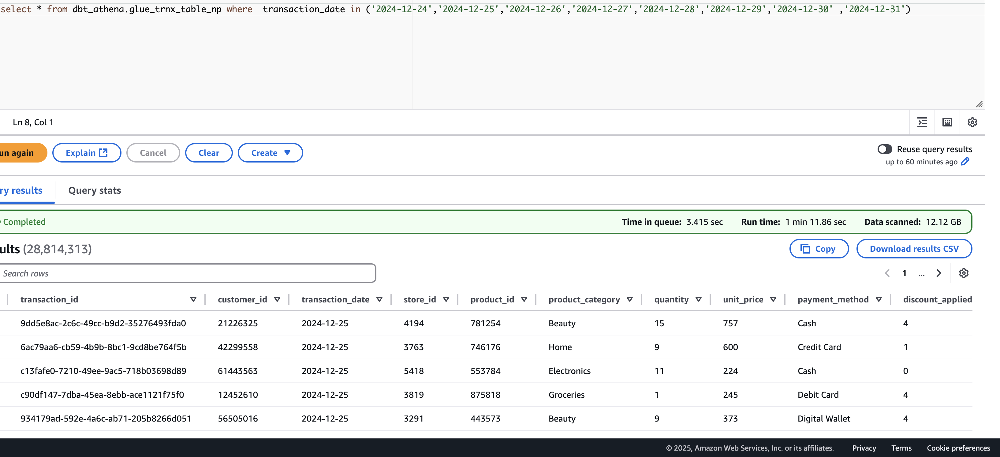 select * from dbt_athena.glue_trnx_table_np where  transaction_date in ('2024-12-24','2024-12-25','2024-12-26','2024-12-27','2024-12-28','2024-12-29','2024-12-30' ,'2024-12-31')
Ln 8, Col 1
un again Explain Cancel Clear Create Reuse query results
up to 60 minutes ago
ry results Query stats
Completed Time in queue: 3.415 sec Run time: 1 min 11.86 sec Data scanned: 12.12 GB
ults (28,814,313) Copy Download results CSV
Search rows 1 ...
transaction_id customer_id transaction_date store_id product_id product_category quantity unit_price payment_method discount_applied
9dd5e8ac-2c6c-49cc-b9d2-35276493fda0 21226325 2024-12-25 4194 781254 Beauty 15 757 Cash 4
6ac79aa6-cb59-4b9b-8bc1-9cd8be764f5b 42299558 2024-12-25 3763 746176 Home 9 600 Credit Card 1
c13fafe0-7210-49ee-9ac5-718b03698d89 61443563 2024-12-25 5418 553784 Electronics 11 224 Cash 0
c90df147-7dba-45ea-8ebb-ace1121f75f0 12452610 2024-12-25 3819 875818 Groceries 1 245 Debit Card 4
934179ad-592e-4a6c-ab71-205b8266d051 56505016 2024-12-25 3291 443573 Beauty 9 373 Digital Wallet 4
© 2025, Amazon Web Services, Inc. or its affiliates. Privacy Terms Cookie preferences